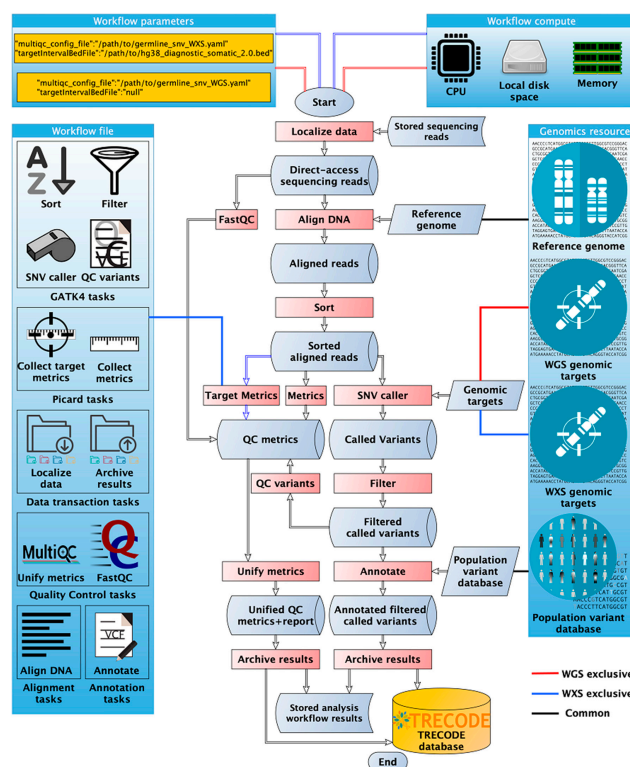 Workflow parameters
"multiqc_config_file":"/path/to/germline_snv_WXS.yaml"
"targetIntervalBedFile":"/path/to/hg38_diagnostic_somatic_2.0.bed"
"multiqc_config_file":"/path/to/germline_snv_WGS.yaml"
"targetIntervalBedFile":"null"
Workflow compute
CPU
Local disk
space
Memory
Start
Localize data
Stored sequencing
reads
Direct-access
sequencing reads
FastQC
Align DNA
Reference
genome
Aligned reads
Sort
Sorted
aligned reads
Target Metrics
Metrics
SNV caller
Genomic
targets
QC metrics
Called Variants
QC variants
Filter
Filtered
called variants
Unify metrics
Annotate
Population
variant
database
Unified QC
metrics+report
Annotated filtered
called variants
Archive results
Archive results
Stored analysis
workflow results
TRECODE
TRECODE
database
End
Workflow file
A
Z
Sort
Filter
SNV caller
QC variants
GATK4 tasks
Collect target
metrics
Collect
metrics
Picard tasks
Localize
data
Archive
results
Data transaction tasks
MultiQC
Unify metrics
QC
FastQC
Quality Control tasks
Align DNA
VCF
Annotate
Alignment
tasks
Annotation
tasks
Genomics resource
Reference genome
WGS genomic
targets
WXS genomic
targets
Population variant
database
WGS exclusive
WXS exclusive
Common